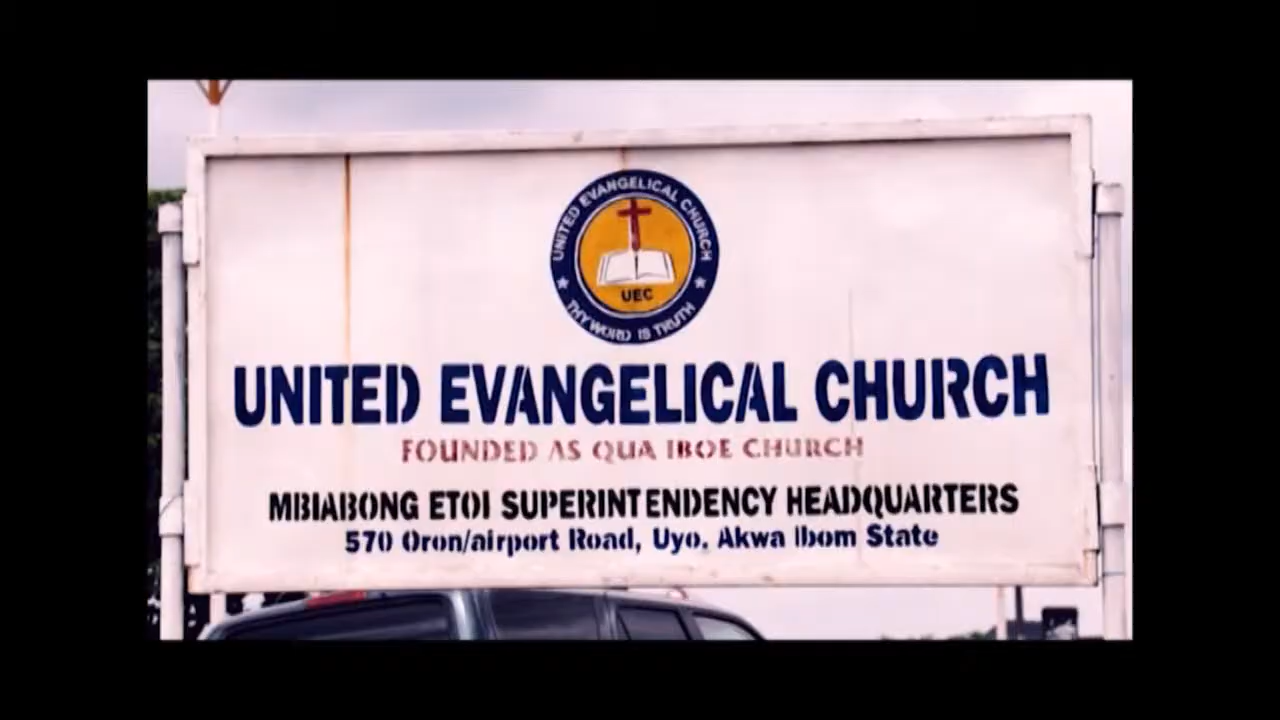 UNITED EVANGELICAL CHURCH
UEC
THY WORD IS TRUTH
UNITED EVANGELICAL CHURCH
FOUNDED AS QUA IBOE CHURCH
MBIABONG ETOI SUPERINTENDENCY HEADQUARTERS
570 Oron/airport Road, Uyo. Akwa Ibom State